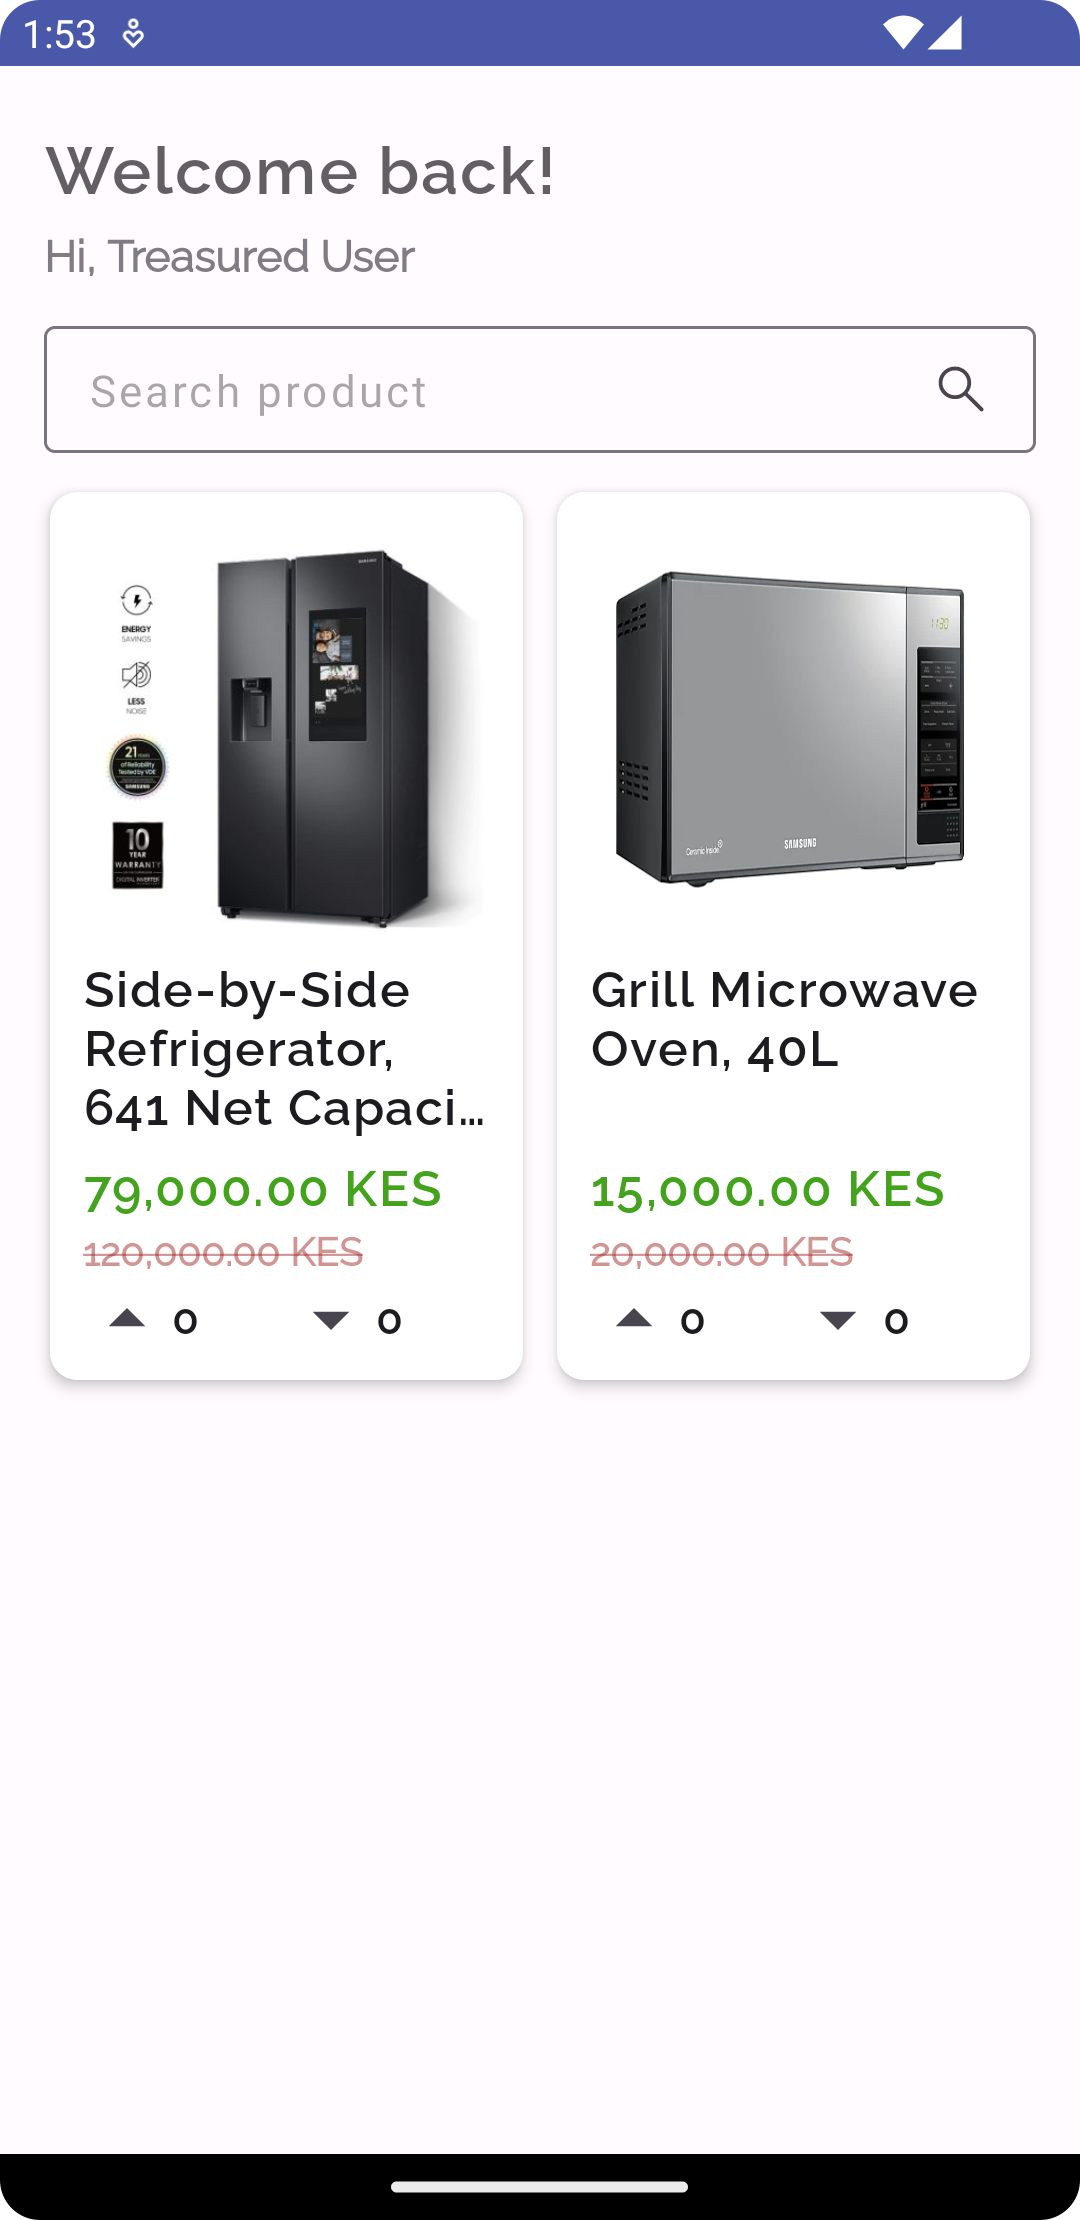 1:53
Welcome back!
Hi, Treasured User
Search product
ENERGY
SAVINGS
LESS
NOISE
21 YEARS
of Reliability
Tested by VDE
SAMSUNG
10
YEAR
WARRANTY
DIGITAL INVERTER
SAMSUNG
11:30
Ceramic Inside
SAMSUNG
Side-by-Side
Refrigerator,
641 Net Capaci...
79,000.00 KES
120,000.00 KES
0
0
Grill Microwave
Oven, 40L
15,000.00 KES
20,000.00 KES
0
0